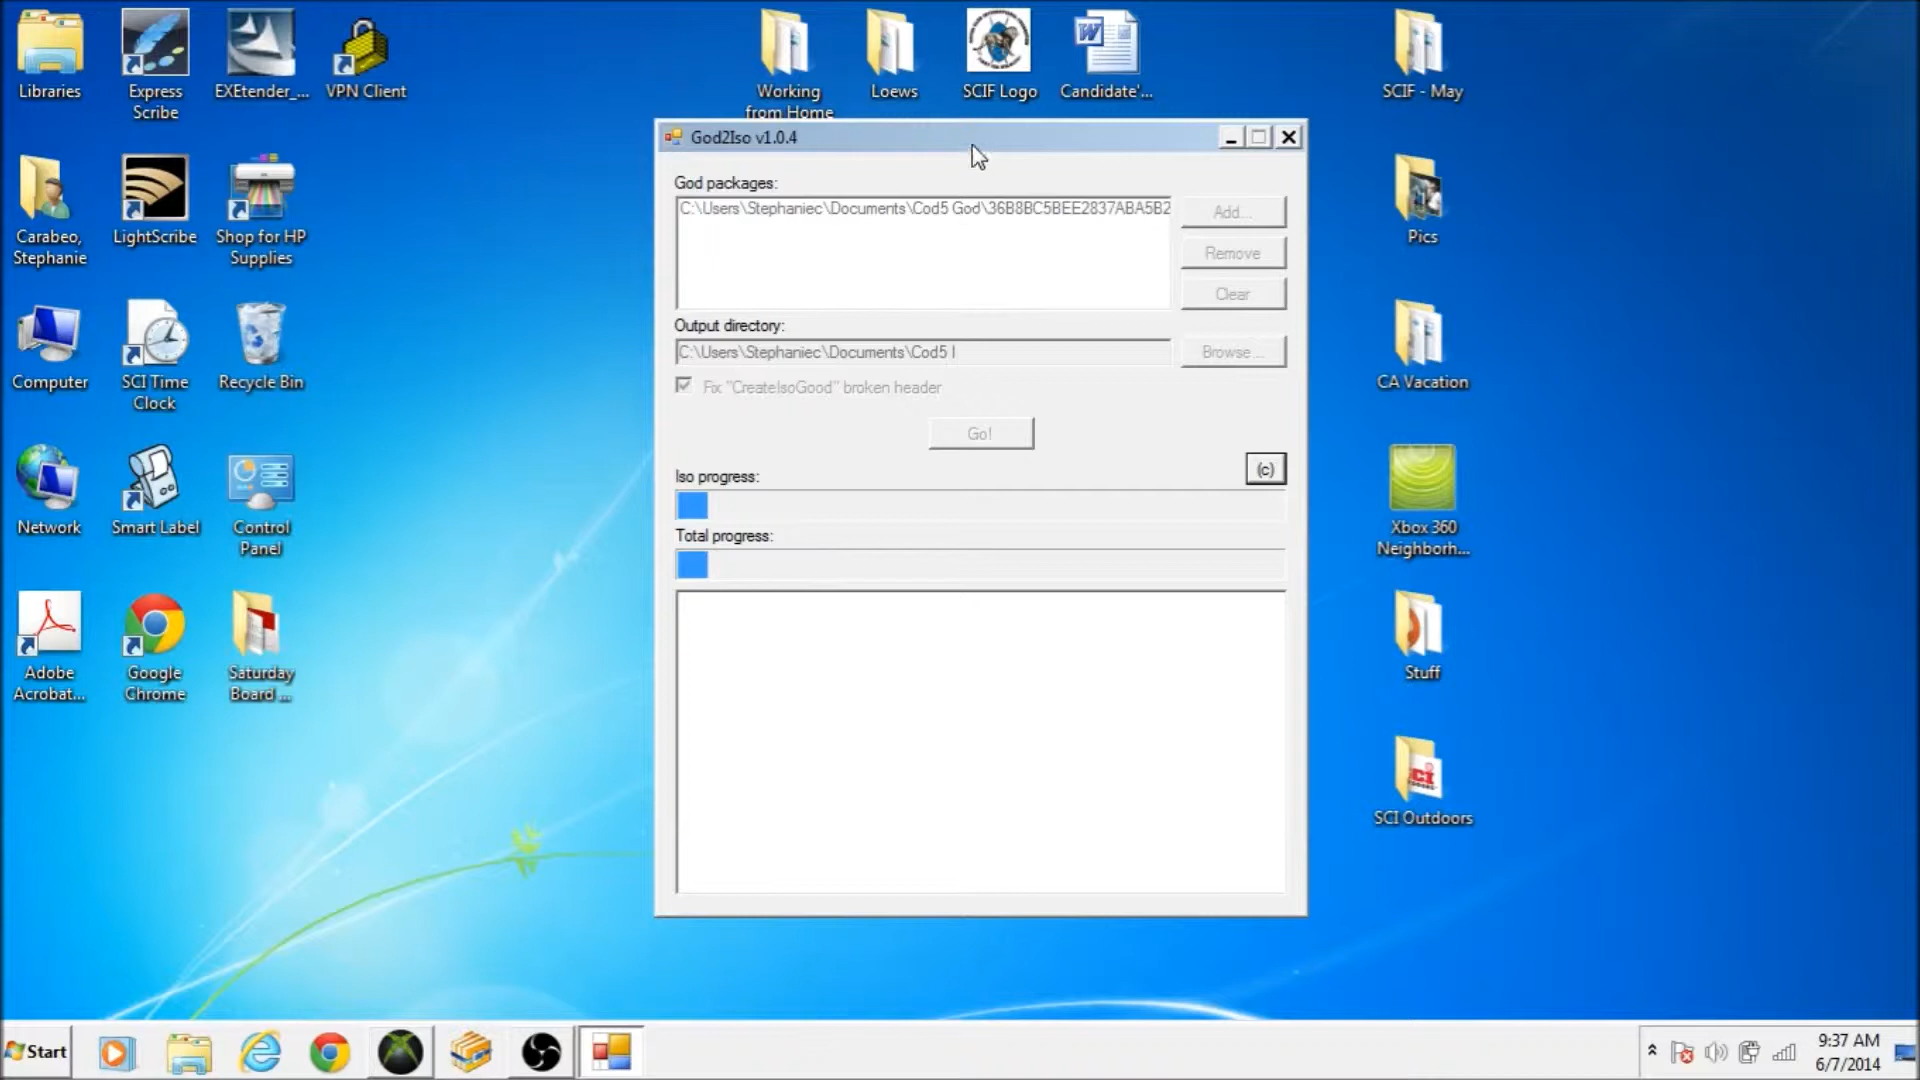 Libraries
Express
Scribe
EXEtender_...
VPN Client
Working
from Home
Loews
SCIF Logo
Candidate'...
SCIF - May
God2Iso v1.0.4
God packages:
C:\Users\Stephaniec\Documents\Cod5 God\36B8BC5BEE2837ABA5B2
Add...
Remove
Clear
Output directory:
C:\Users\Stephaniec\Documents\Cod5 I
Browse ...
Fix "CreateIsoGood" broken header
Go!
(c)
Iso progress:
Total progress:
Carabeo,
Stephanie
LightScribe
Shop for HP
Supplies
Pics
Computer
SCI Time
Clock
Recycle Bin
CA Vacation
Network
Smart Label
Control
Panel
Xbox 360
Neighborh...
Adobe
Acrobat...
Google
Chrome
Saturday
Board ...
Stuff
SCI Outdoors
Start
9:37 AM
6/7/2014